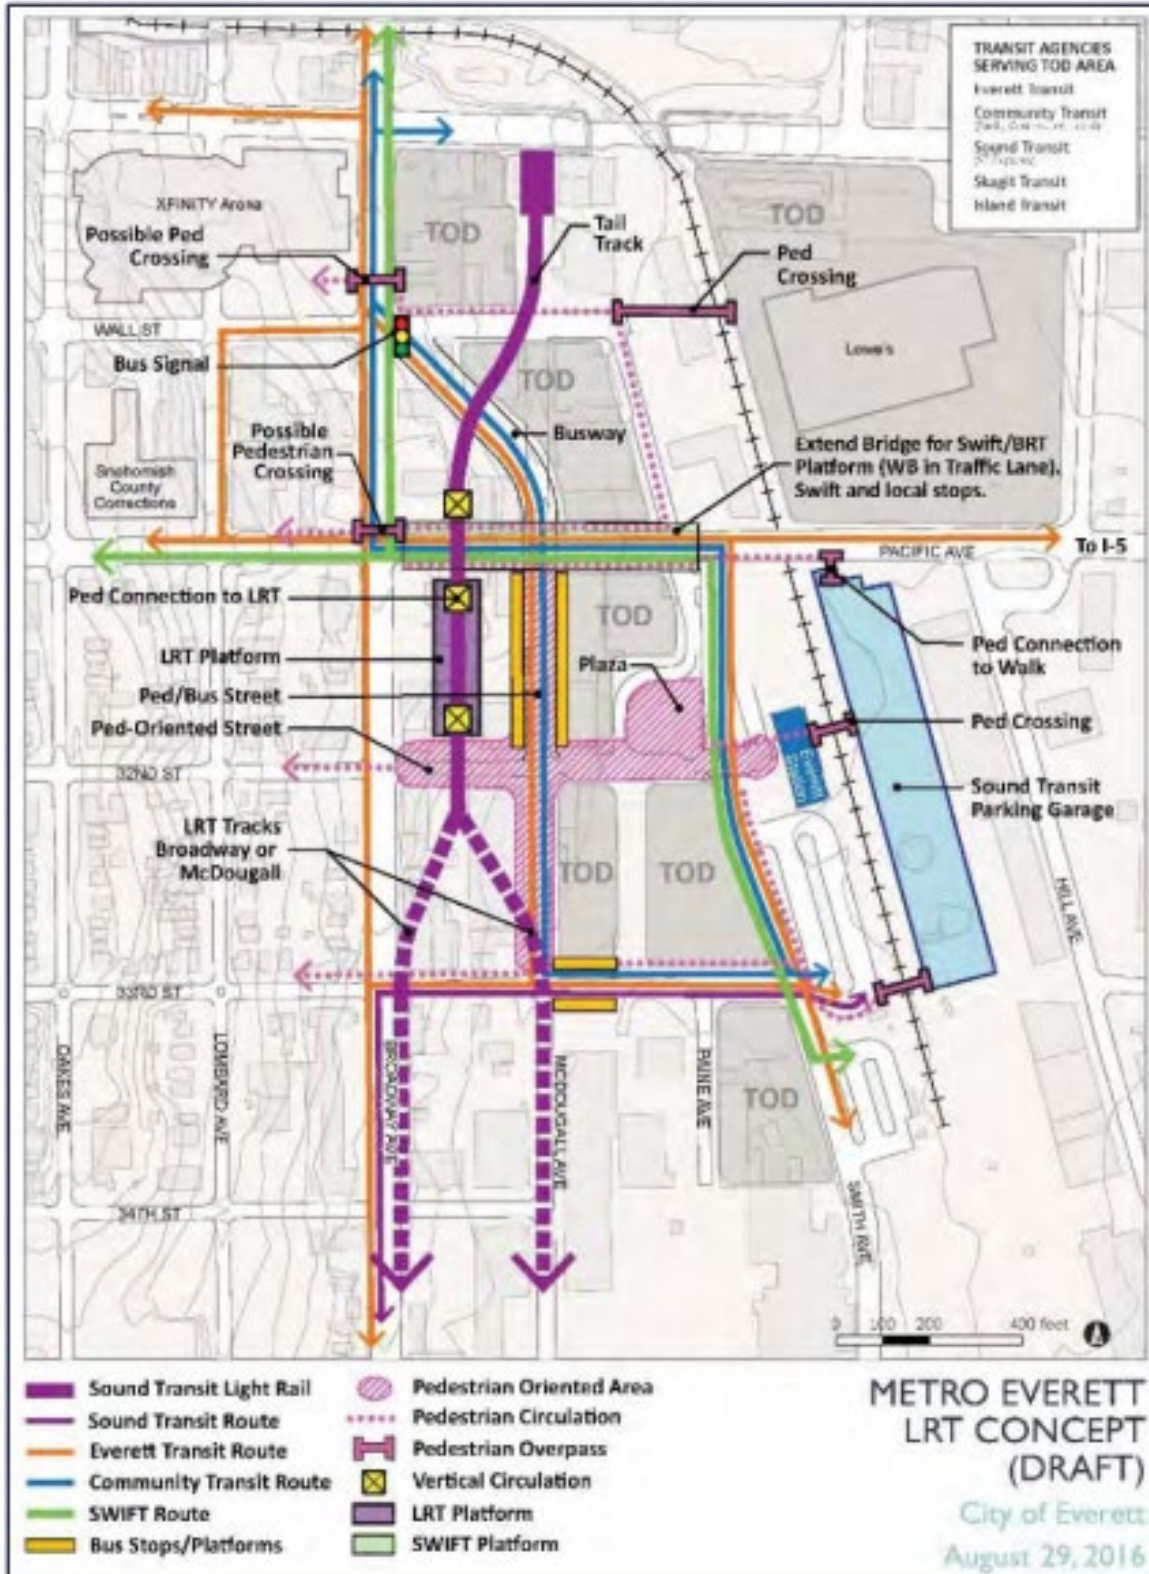 TRANSIT AGENCIES
SERVING TOD AREA
Everett Transit
Community Transit
Sound Transit
Skagit Transit
Island Transit
XFINITY Arena
Possible Ped
Crossing
TOD
Tail
Track
TOD
Ped
Crossing
WALL ST
Bus Signal
TOD
Lowe's
Possible
Pedestrian
Crossing
Busway
Extend Bridge for Swift/BRT
Platform (WB in Traffic Lane).
Swift and local stops.
Snohomish
County
Corrections
PACIFIC AVE
To I-5
Ped Connection to LRT
TOD
Ped Connection
to Walk
LRT Platform
Plaza
Ped/Bus Street
Ped-Oriented Street
Ped Crossing
32ND ST
Everett
Station
Sound Transit
Parking Garage
LRT Tracks
Broadway or
McDougall
TOD
TOD
HILL AVE
33RD ST
OAKES AVE
LOMBARD AVE
BROADWAY AVE
MCDOUGALL AVE
PAINE AVE
TOD
SMITH AVE
34TH ST
0 100 200 400 feet
Sound Transit Light Rail
Sound Transit Route
Everett Transit Route
Community Transit Route
SWIFT Route
Bus Stops/Platforms
Pedestrian Oriented Area
Pedestrian Circulation
Pedestrian Overpass
Vertical Circulation
LRT Platform
SWIFT Platform
METRO EVERETT
LRT CONCEPT
(DRAFT)
City of Everett
August 29, 2016